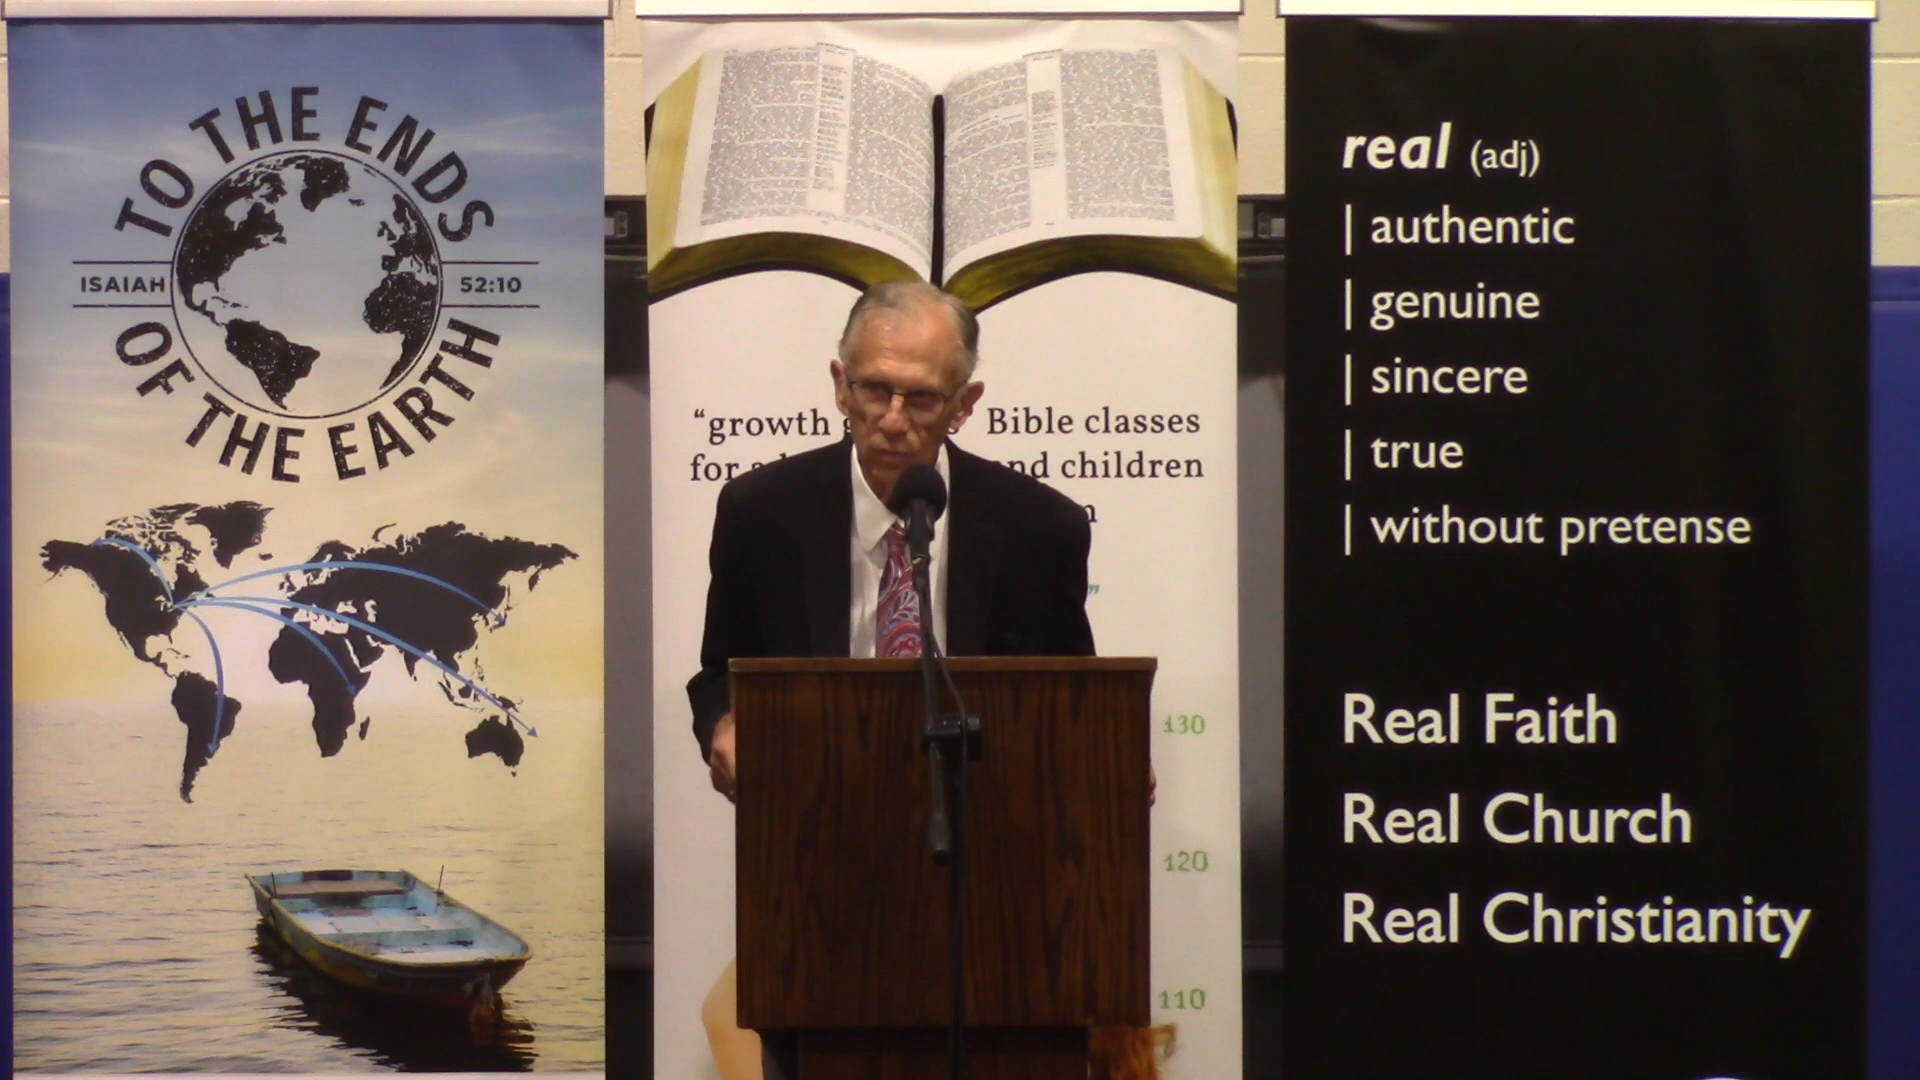 TO THE ENDS
ISAIAH 52:10
OF THE EARTH
“growth Bible classes
for and children
”
130
120
110
real (adj)
| authentic
| genuine
| sincere
| true
| without pretense
Real Faith
Real Church
Real Christianity